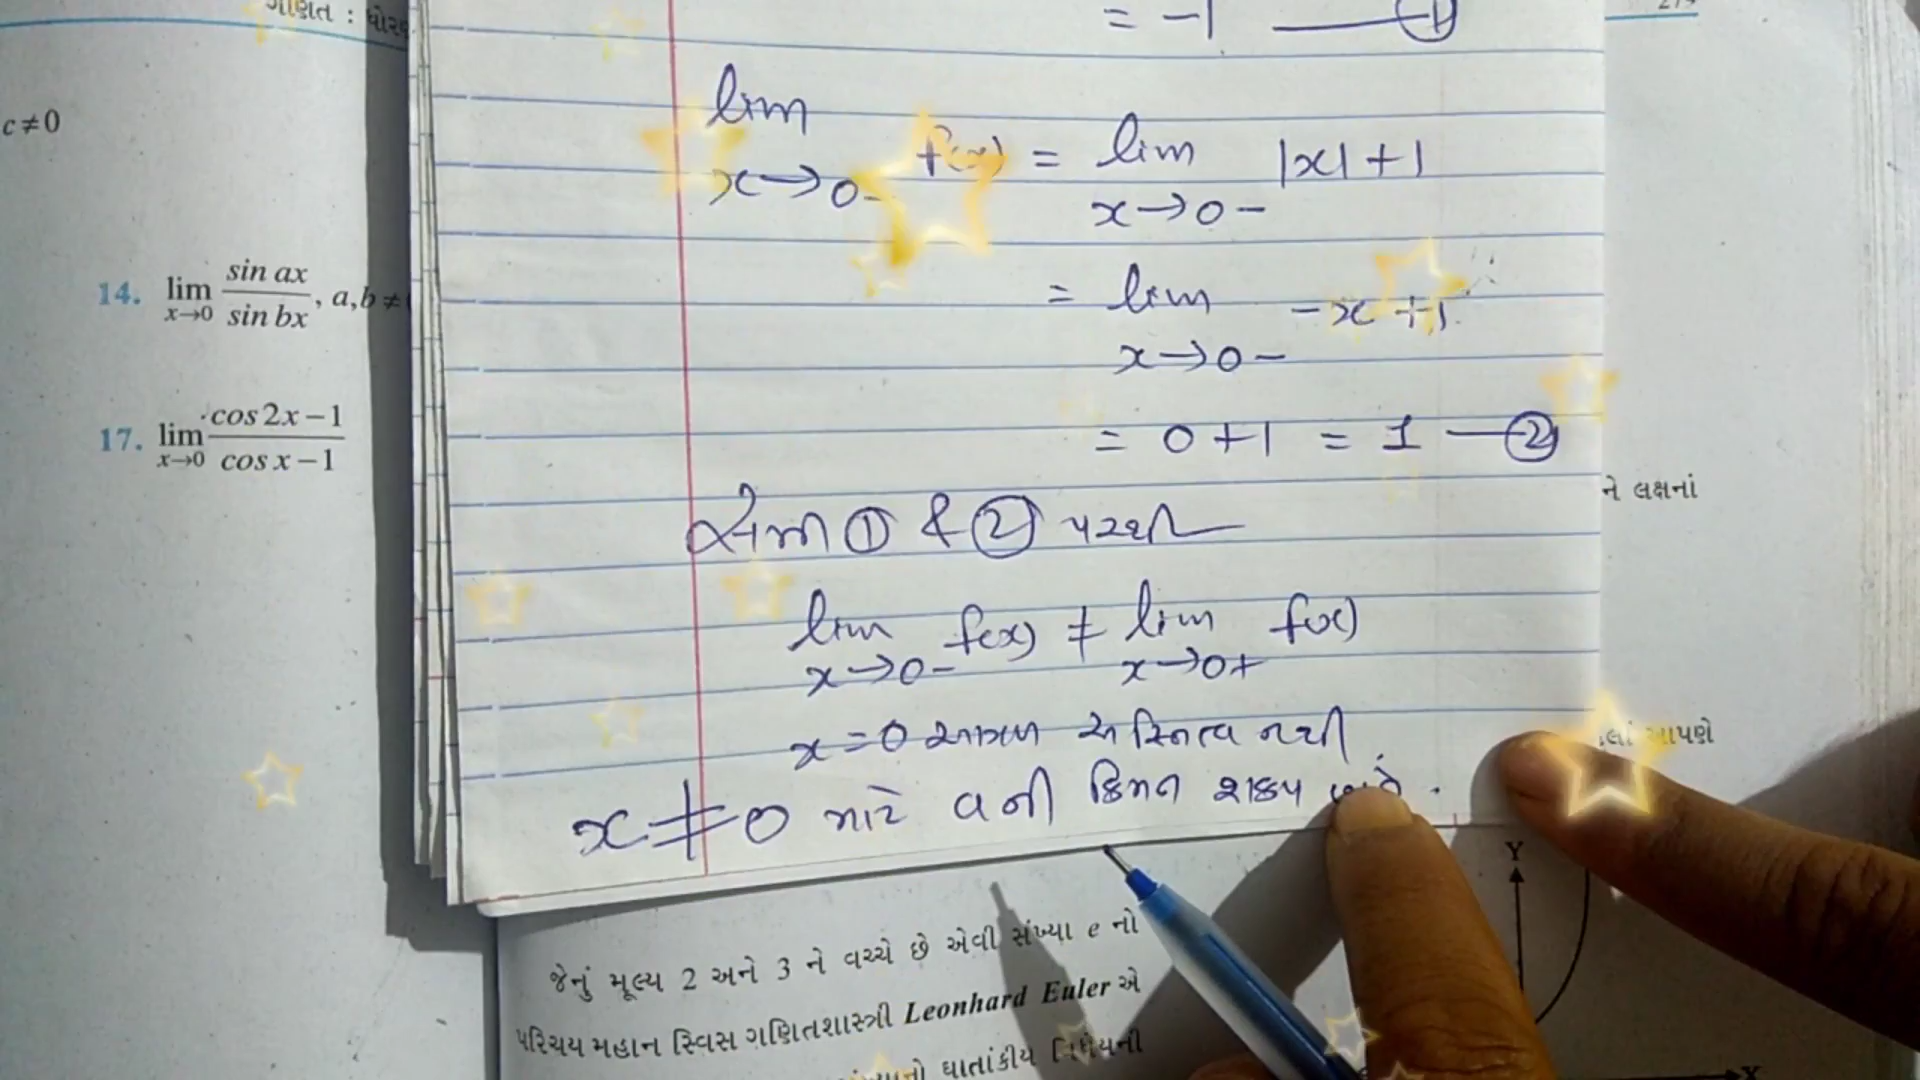 ગણિત : ધોરણ
c≠0
14. lim x→0 sin ax / sin bx , a,b ≠
17. lim x→0 cos 2x – 1 / cos x – 1
= -1 —— ①
lim x→0- f(x) = lim x→0- |x| + 1
= lim x→0- -x + 1
= 0 + 1 = 1 — ②
① & ② પરથી
lim x→0- f(x) ≠ lim x→0+ f(x)
x = 0 આગળ અસ્તિત્વ નથી
x ≠ 0 માટે a ની કિંમત શક્ય
ને લક્ષનાં
આપણે
જેનું મૂલ્ય 2 અને 3 ને વચ્ચે છે એવી સંખ્યા e નો
પરિચય મહાન સ્વિસ ગણિતશાસ્ત્રી Leonhard Euler એ
ઘાતાંકીય વિધેયની
Y
X